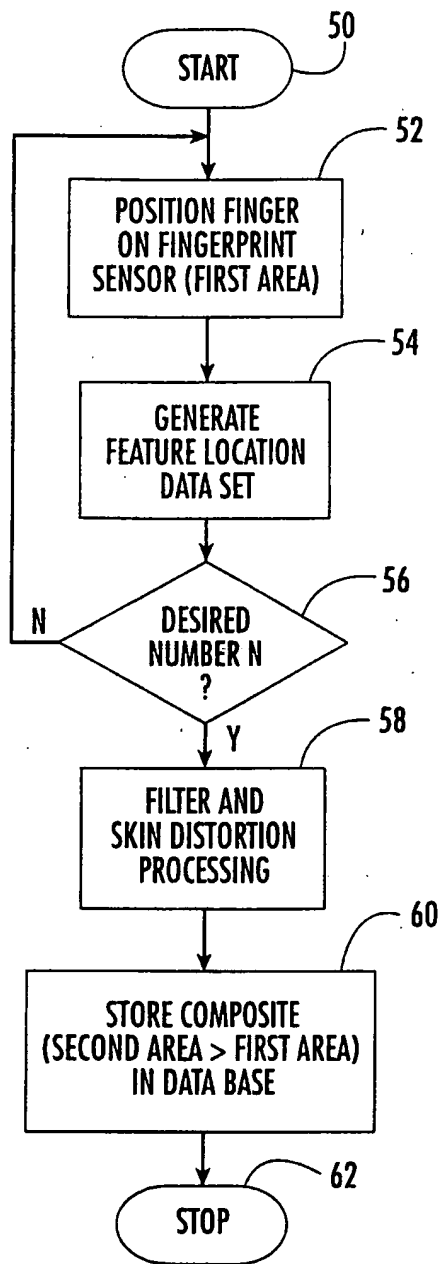 START
50
52
POSITION FINGER
ON FINGERPRINT
SENSOR (FIRST AREA)
54
GENERATE
FEATURE LOCATION
DATA SET
56
N
DESIRED
NUMBER N
?
Y
58
FILTER AND
SKIN DISTORTION
PROCESSING
60
STORE COMPOSITE
(SECOND AREA > FIRST AREA)
IN DATA BASE
62
STOP